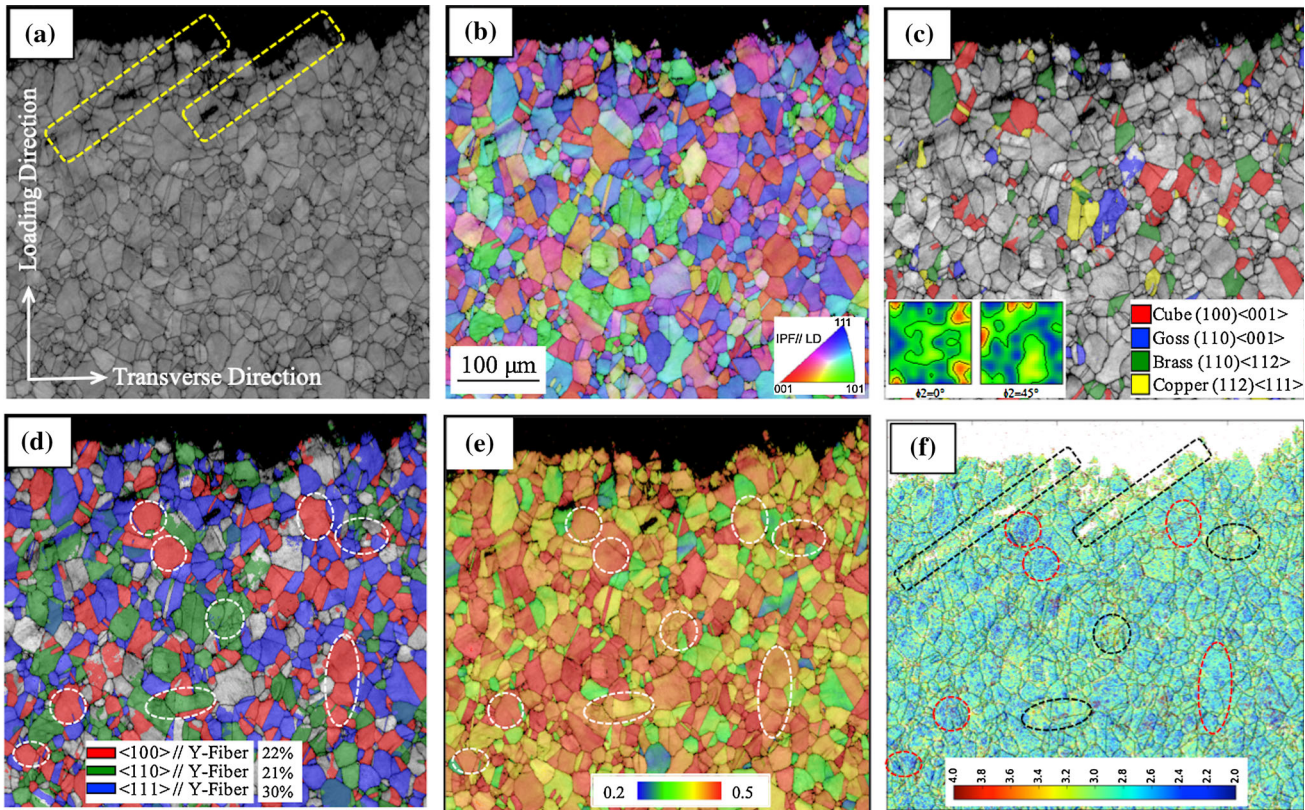 (a)
Loading Direction
Transverse Direction
(b)
100 µm
111
IPF// LD
001
101
(c)
ϕ2=0°
ϕ2=45°
Cube (100)<001>
Goss (110)<001>
Brass (110)<112>
Copper (112)<111>
(d)
<100>// Y-Fiber 22%
<110>// Y-Fiber 21%
<111>// Y-Fiber 30%
(e)
0.2
0.5
(f)
4.0
3.8
3.6
3.4
3.2
3.0
2.8
2.6
2.4
2.2
2.0